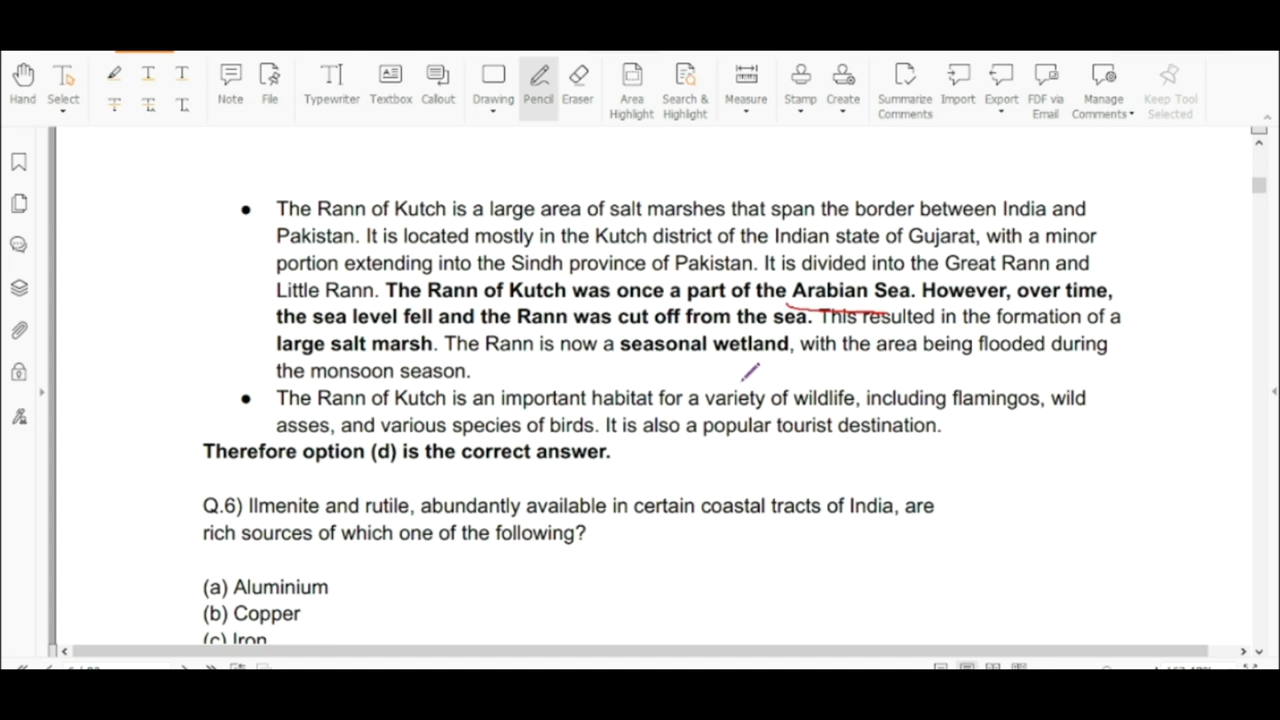 Hand
Select
Note
File
Typewriter
Textbox
Callout
Drawing
Pencil
Eraser
Area Highlight
Search & Highlight
Measure
Stamp
Create
Summarize Comments
Import
Export
FDF via Email
Manage Comments
Keep Tool Selected
● The Rann of Kutch is a large area of salt marshes that span the border between India and
Pakistan. It is located mostly in the Kutch district of the Indian state of Gujarat, with a minor
portion extending into the Sindh province of Pakistan. It is divided into the Great Rann and
Little Rann. The Rann of Kutch was once a part of the Arabian Sea. However, over time,
the sea level fell and the Rann was cut off from the sea. This resulted in the formation of a
large salt marsh. The Rann is now a seasonal wetland, with the area being flooded during
the monsoon season.
● The Rann of Kutch is an important habitat for a variety of wildlife, including flamingos, wild
asses, and various species of birds. It is also a popular tourist destination.
Therefore option (d) is the correct answer.
Q.6) Ilmenite and rutile, abundantly available in certain coastal tracts of India, are
rich sources of which one of the following?
(a) Aluminium
(b) Copper
(c) Iron